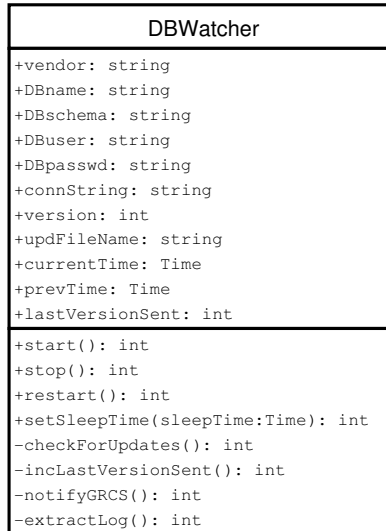 DBWatcher
+vendor: string
+DBname: string
+DBschema: string
+DBuser: string
+DBpasswd: string
+connString: string
+version: int
+updFileName: string
+currentTime: Time
+prevTime: Time
+lastVersionSent: int
+start(): int
+stop(): int
+restart(): int
+setSleepTime(sleepTime:Time): int
-checkForUpdates(): int
-incLastVersionSent(): int
-notifyGRCS(): int
-extractLog(): int